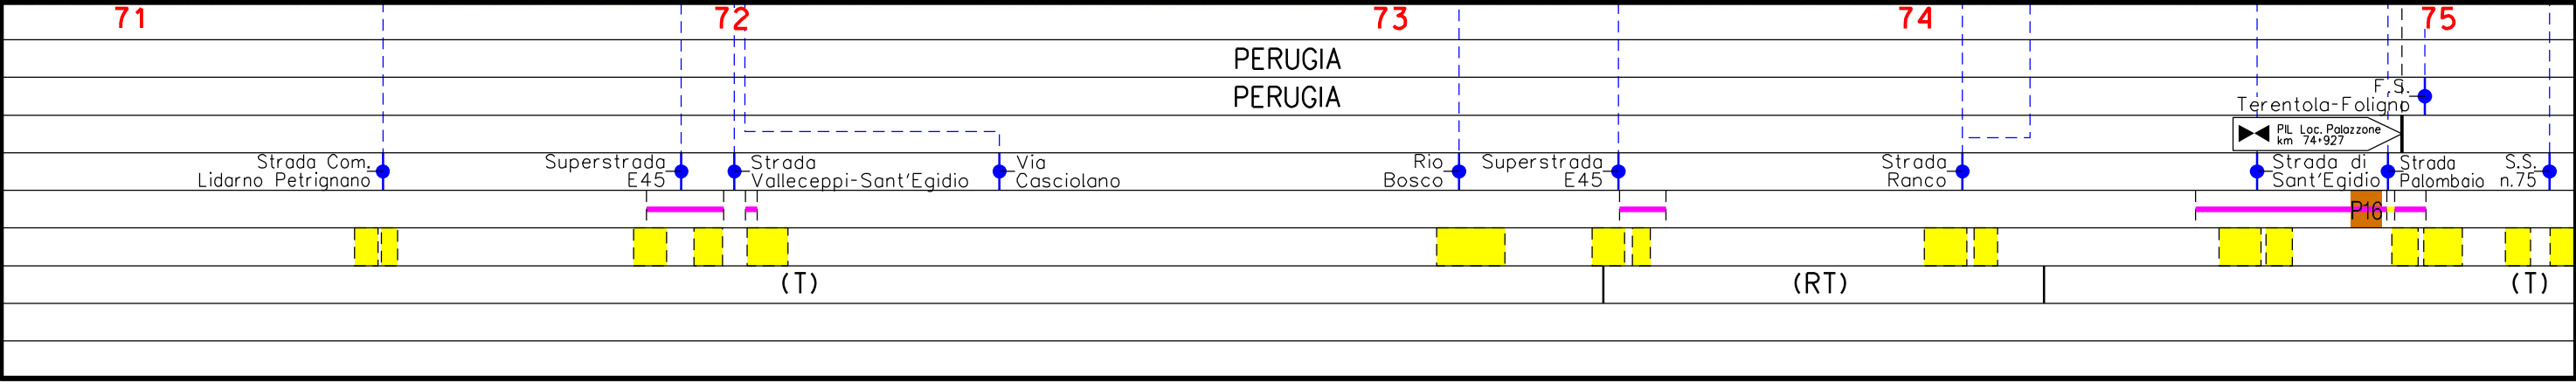 71 72 73 74 75
PERUGIA
PERUGIA
F.S.
Terentola-Foligno
PIL Loc. Palazzone
km 74+927
Strada Com.
Lidarno Petrignano
Superstrada
E45
Strada
Valleceppi-Sant'Egidio
Via
Casciolano
Rio
Bosco
Superstrada
E45
Strada
Ranco
Strada di
Sant'Egidio
Strada
Palombaio
S.S.
n.75
P16
(T) (RT) (T)